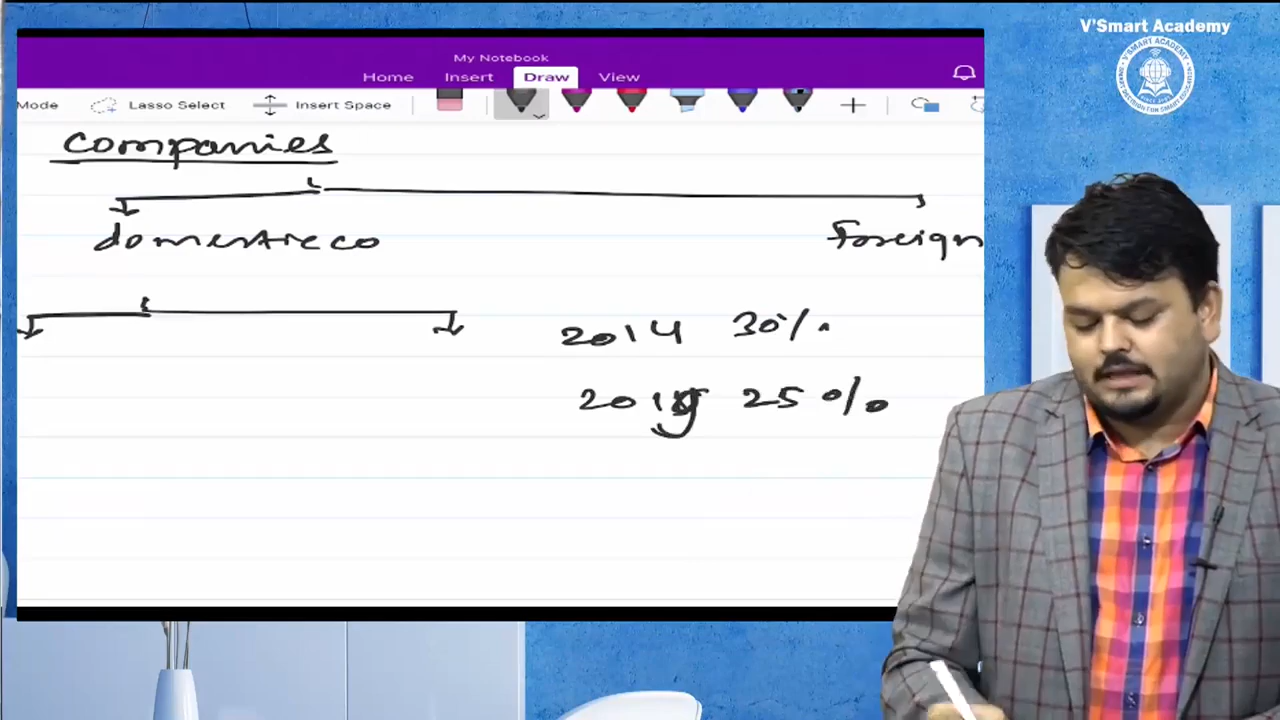 V'Smart Academy
My Notebook
Home Insert Draw View
Mode Lasso Select Insert Space
Companies
domestic co foreign
2014 30%
25%